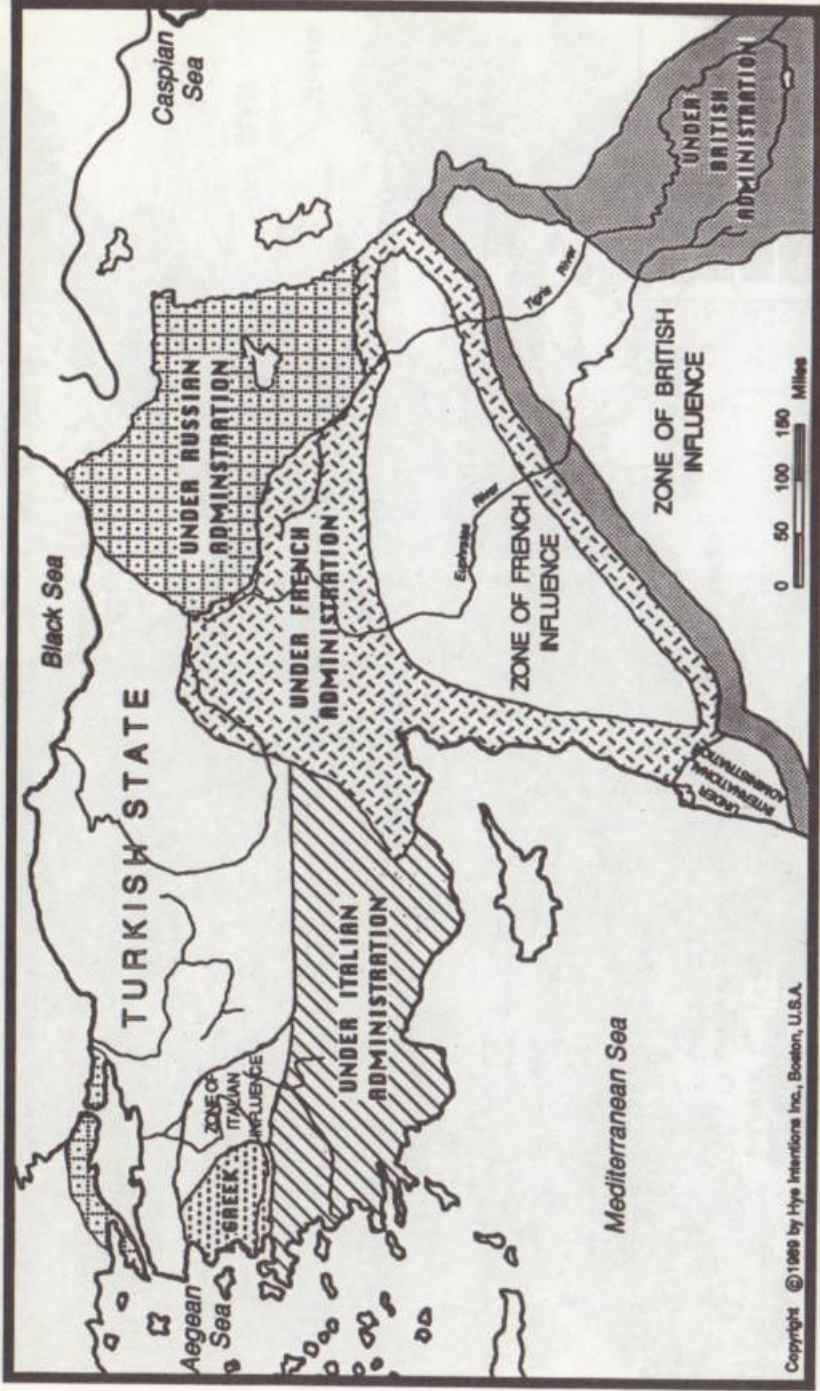 Caspian
Sea
Black Sea
TURKISH STATE
UNDER RUSSIAN
ADMINSTRATION
UNDER FRENCH
ADMINISTRATION
ZONE OF
ITALIAN
INFLUENCE
GREEK
Aegean
Sea
UNDER ITALIAN
ADMINISTRATION
Tigris River
Euphrates River
ZONE OF FRENCH
INFLUENCE
ZONE OF BRITISH
INFLUENCE
UNDER
BRITISH
ADMINISTRATION
UNDER
INTERNATIONAL
ADMINISTRATION
Mediterranean Sea
0 50 100 150
Miles
Copyright ©1989 by Hye Intentions Inc., Boston, U.S.A.